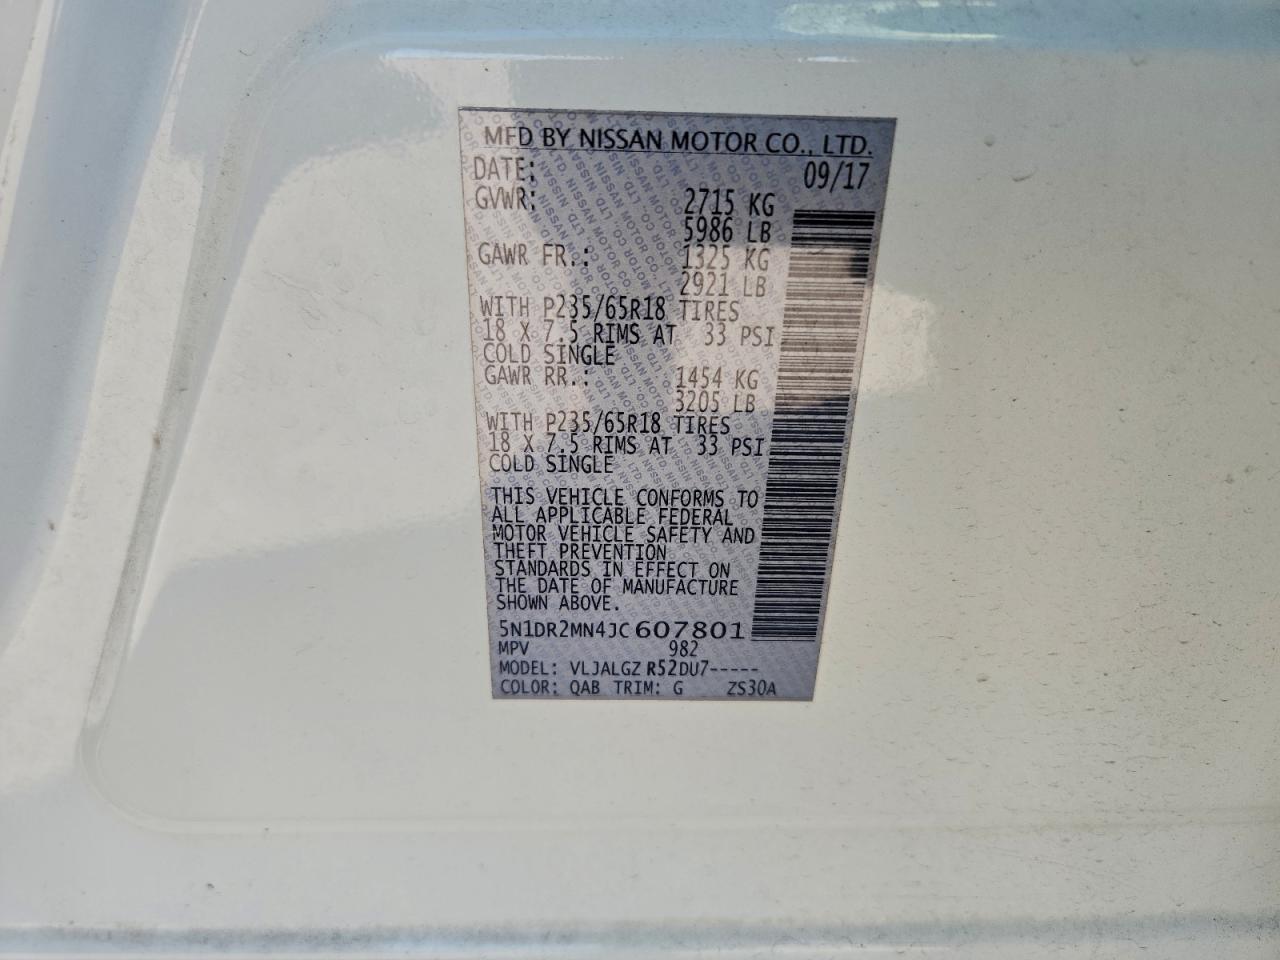 MFD BY NISSAN MOTOR CO., LTD.
DATE: 09/17
GVWR: 2715 KG
5986 LB
GAWR FR.: 1325 KG
2921 LB
WITH P235/65R18 TIRES
18 X 7.5 RIMS AT 33 PSI
COLD SINGLE
GAWR RR.: 1454 KG
3205 LB
WITH P235/65R18 TIRES
18 X 7.5 RIMS AT 33 PSI
COLD SINGLE
THIS VEHICLE CONFORMS TO
ALL APPLICABLE FEDERAL
MOTOR VEHICLE SAFETY AND
THEFT PREVENTION
STANDARDS IN EFFECT ON
THE DATE OF MANUFACTURE
SHOWN ABOVE.
5N1DR2MN4JC607801
MPV 982
MODEL: VLJALGZ R52DU7-----
COLOR: QAB TRIM: G ZS30A